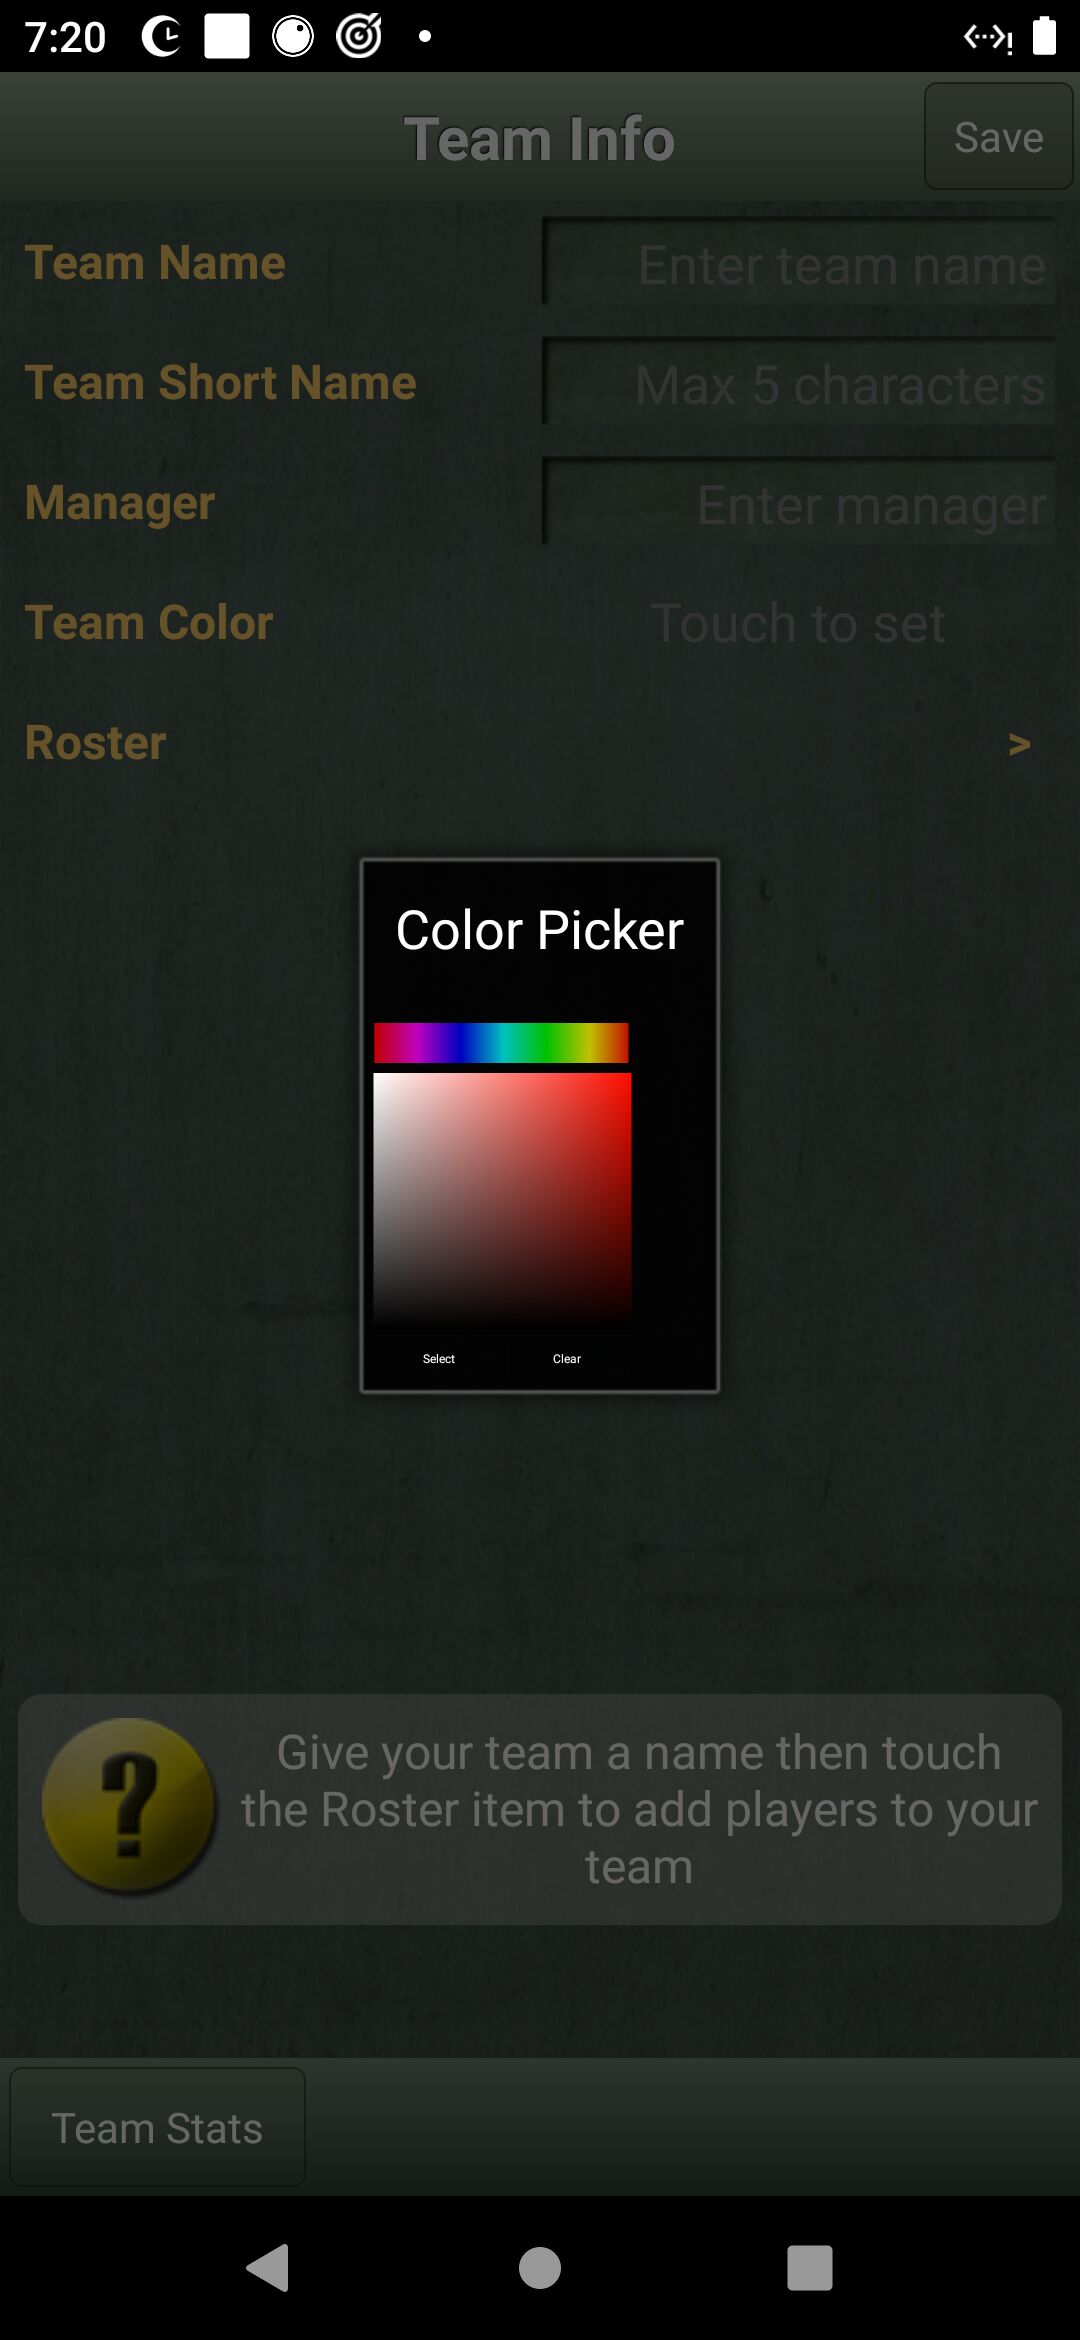 7:20
Team Info
Save
Team Name
Enter team name
Team Short Name
Max 5 characters
Manager
Enter manager
Team Color
Touch to set
Roster
>
Color Picker
Select
Clear
?
Give your team a name then touch
the Roster item to add players to your
team
Team Stats